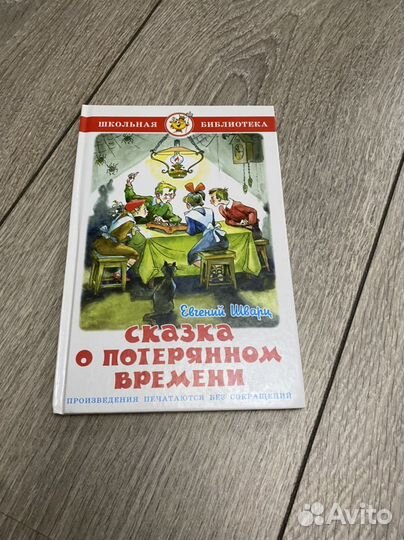 ШКОЛЬНАЯ БИБЛИОТЕКА
Евгений Шварц
СКАЗКА
О ПОТЕРЯННОМ
ВРЕМЕНИ
ПРОИЗВЕДЕНИЯ ПЕЧАТАЮТСЯ БЕЗ СОКРАЩЕНИЙ
Avito